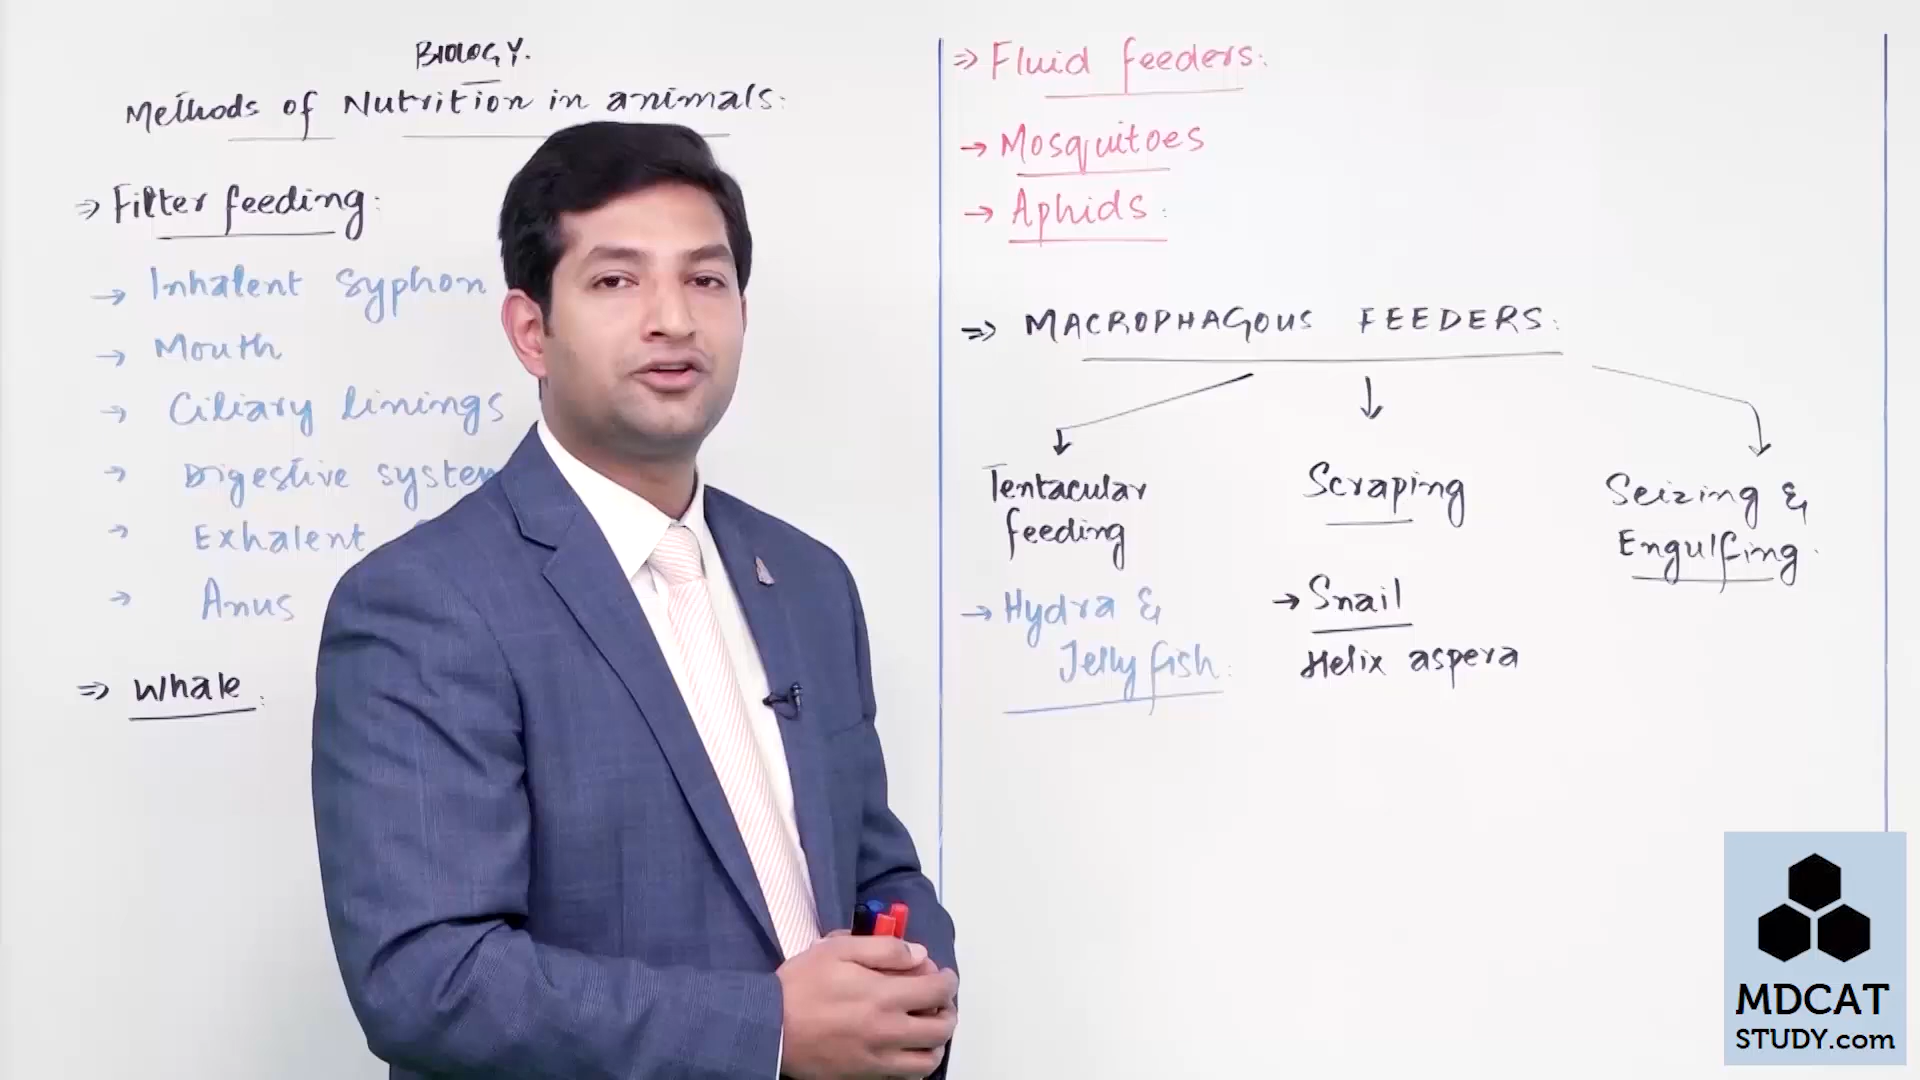 BIOLOGY.
Methods of Nutrition in animals:
⇒ Filter feeding:
→ Inhalent syphon
→ Mouth
→ Ciliary linings
→ Digestive system
→ Exhalent
→ Anus
⇒ Whale:
⇒ Fluid feeders:
→ Mosquitoes
→ Aphids:
⇒ MACROPHAGOUS FEEDERS:
Tentacular
feeding
→ Hydra &
Jelly fish:
Scraping
→ Snail
Helix aspera
Seizing &
Engulfing.
MDCAT
STUDY.com